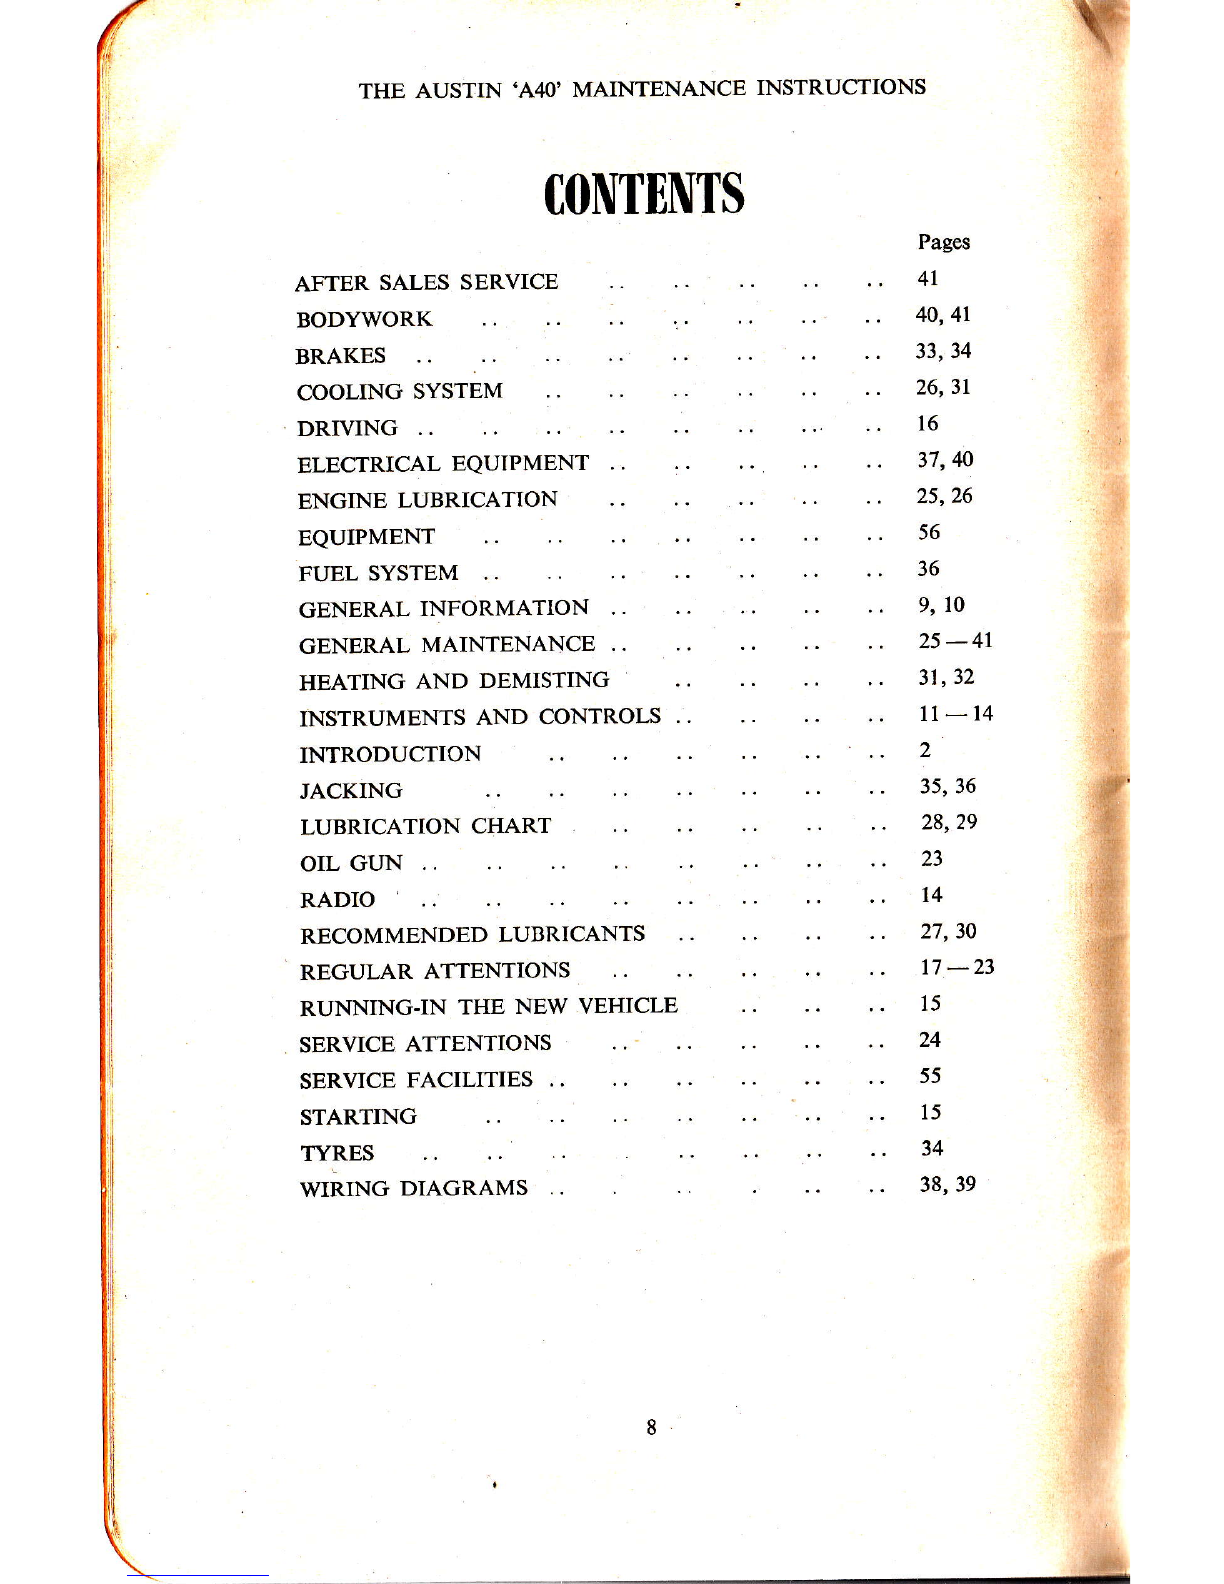 THE AUSTIN ‘A40’ MAINTENANCE INSTRUCTIONS
CONTENTS
Pages
AFTER SALES SERVICE .. .. .. .. .. 41
BODYWORK .. .. .. .. .. .. .. 40, 41
BRAKES .. .. .. .. .. .. .. .. 33, 34
COOLING SYSTEM .. .. .. .. .. .. 26, 31
DRIVING .. .. .. .. .. .. .. .. 16
ELECTRICAL EQUIPMENT .. .. .. .. .. 37, 40
ENGINE LUBRICATION .. .. .. .. .. 25, 26
EQUIPMENT .. .. .. .. .. .. .. 56
FUEL SYSTEM .. .. .. .. .. .. .. 36
GENERAL INFORMATION .. .. .. .. .. 9, 10
GENERAL MAINTENANCE .. .. .. .. .. 25 — 41
HEATING AND DEMISTING .. .. .. .. 31, 32
INSTRUMENTS AND CONTROLS .. .. .. .. 11 — 14
INTRODUCTION .. .. .. .. .. .. 2
JACKING .. .. .. .. .. .. .. 35, 36
LUBRICATION CHART .. .. .. .. .. 28, 29
OIL GUN .. .. .. .. .. .. .. .. 23
RADIO .. .. .. .. .. .. .. .. 14
RECOMMENDED LUBRICANTS .. .. .. .. 27, 30
REGULAR ATTENTIONS .. .. .. .. .. 17 — 23
RUNNING-IN THE NEW VEHICLE .. .. .. 15
SERVICE ATTENTIONS .. .. .. .. .. 24
SERVICE FACILITIES .. .. .. .. .. .. 55
STARTING .. .. .. .. .. .. .. 15
TYRES .. .. .. .. .. .. .. 34
WIRING DIAGRAMS .. . .. . .. .. 38, 39
8